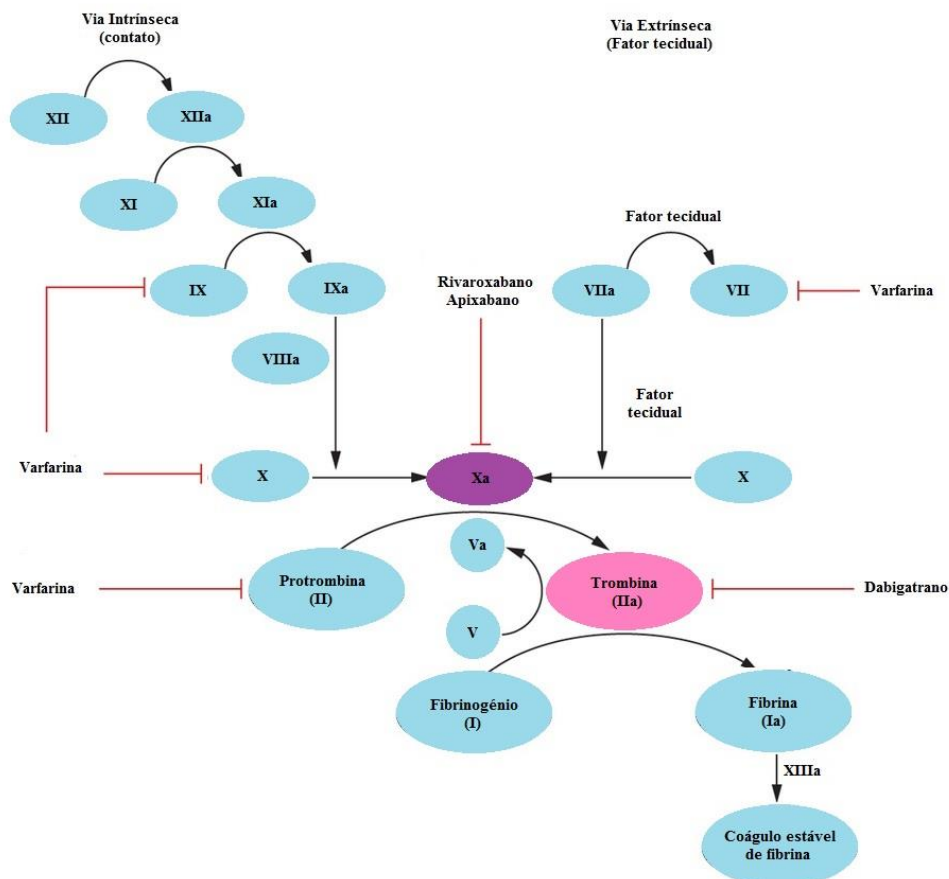 Via Intrínseca
(contato)
Via Extrínseca
(Fator tecidual)
XII
XIIa
XI
XIa
Fator tecidual
IX
IXa
Rivaroxabano
Apixabano
VIIa
VII
Varfarina
VIIIa
Fator
tecidual
Varfarina
X
Xa
X
Va
Varfarina
Protrombina
(II)
Trombina
(IIa)
Dabigatrano
V
Fibrinogénio
(I)
Fibrina
(Ia)
XIIIa
Coágulo estável
de fibrina